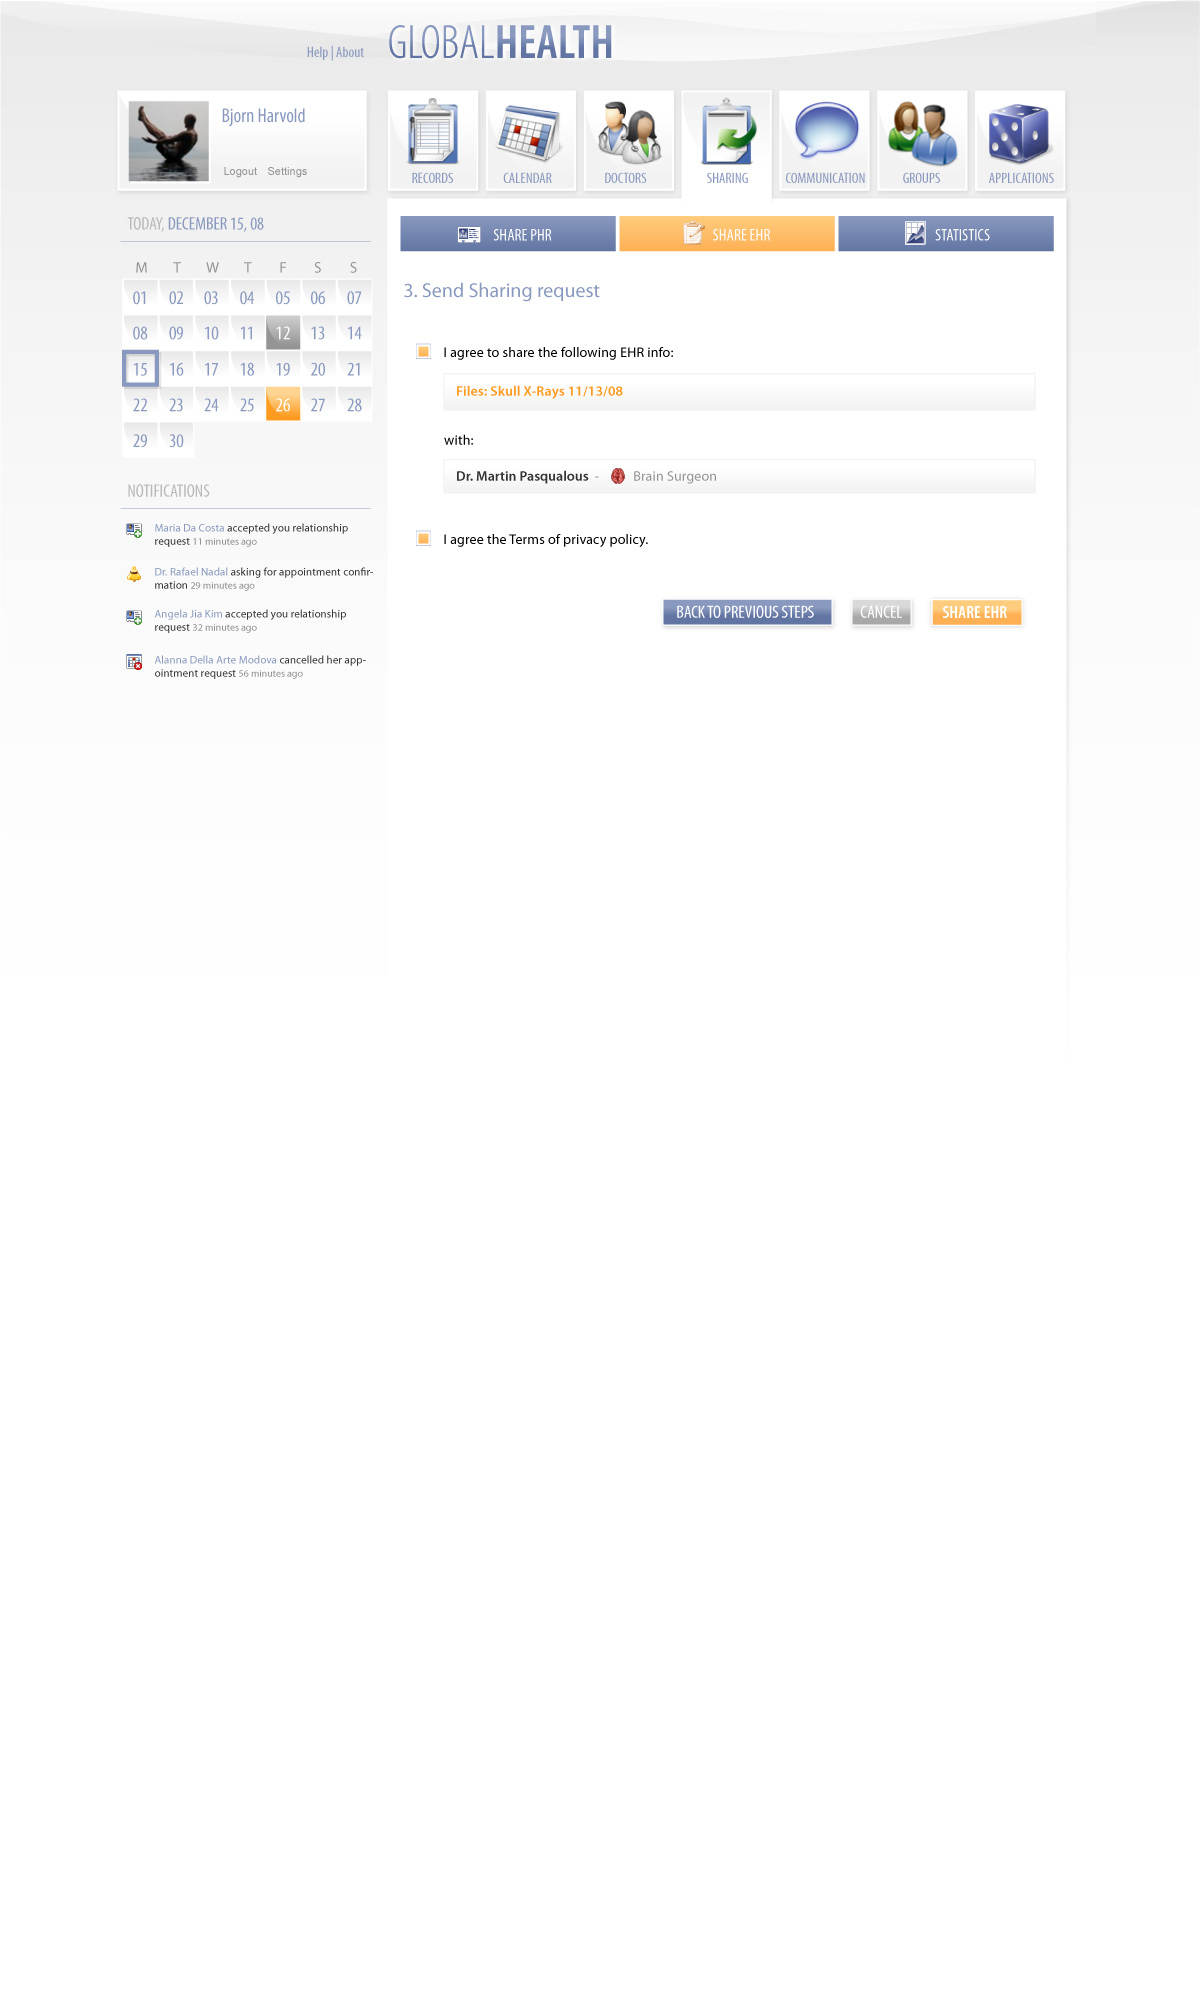 Help | About
GLOBALHEALTH
Bjorn Harvold
Logout Settings
RECORDS
CALENDAR
DOCTORS
SHARING
COMMUNICATION
GROUPS
APPLICATIONS
TODAY, DECEMBER 15, 08
M T W T F S S
01 02 03 04 05 06 07
08 09 10 11 12 13 14
15 16 17 18 19 20 21
22 23 24 25 26 27 28
29 30
NOTIFICATIONS
Maria Da Costa accepted you relationship
request 11 minutes ago
Dr. Rafael Nadal asking for appointment confir-
mation 29 minutes ago
Angela Jia Kim accepted you relationship
request 32 minutes ago
Alanna Della Arte Modova cancelled her app-
ointment request 56 minutes ago
SHARE PHR
SHARE EHR
STATISTICS
3. Send Sharing request
I agree to share the following EHR info:
Files: Skull X-Rays 11/13/08
with:
Dr. Martin Pasqualous - Brain Surgeon
I agree the Terms of privacy policy.
BACK TO PREVIOUS STEPS
CANCEL
SHARE EHR